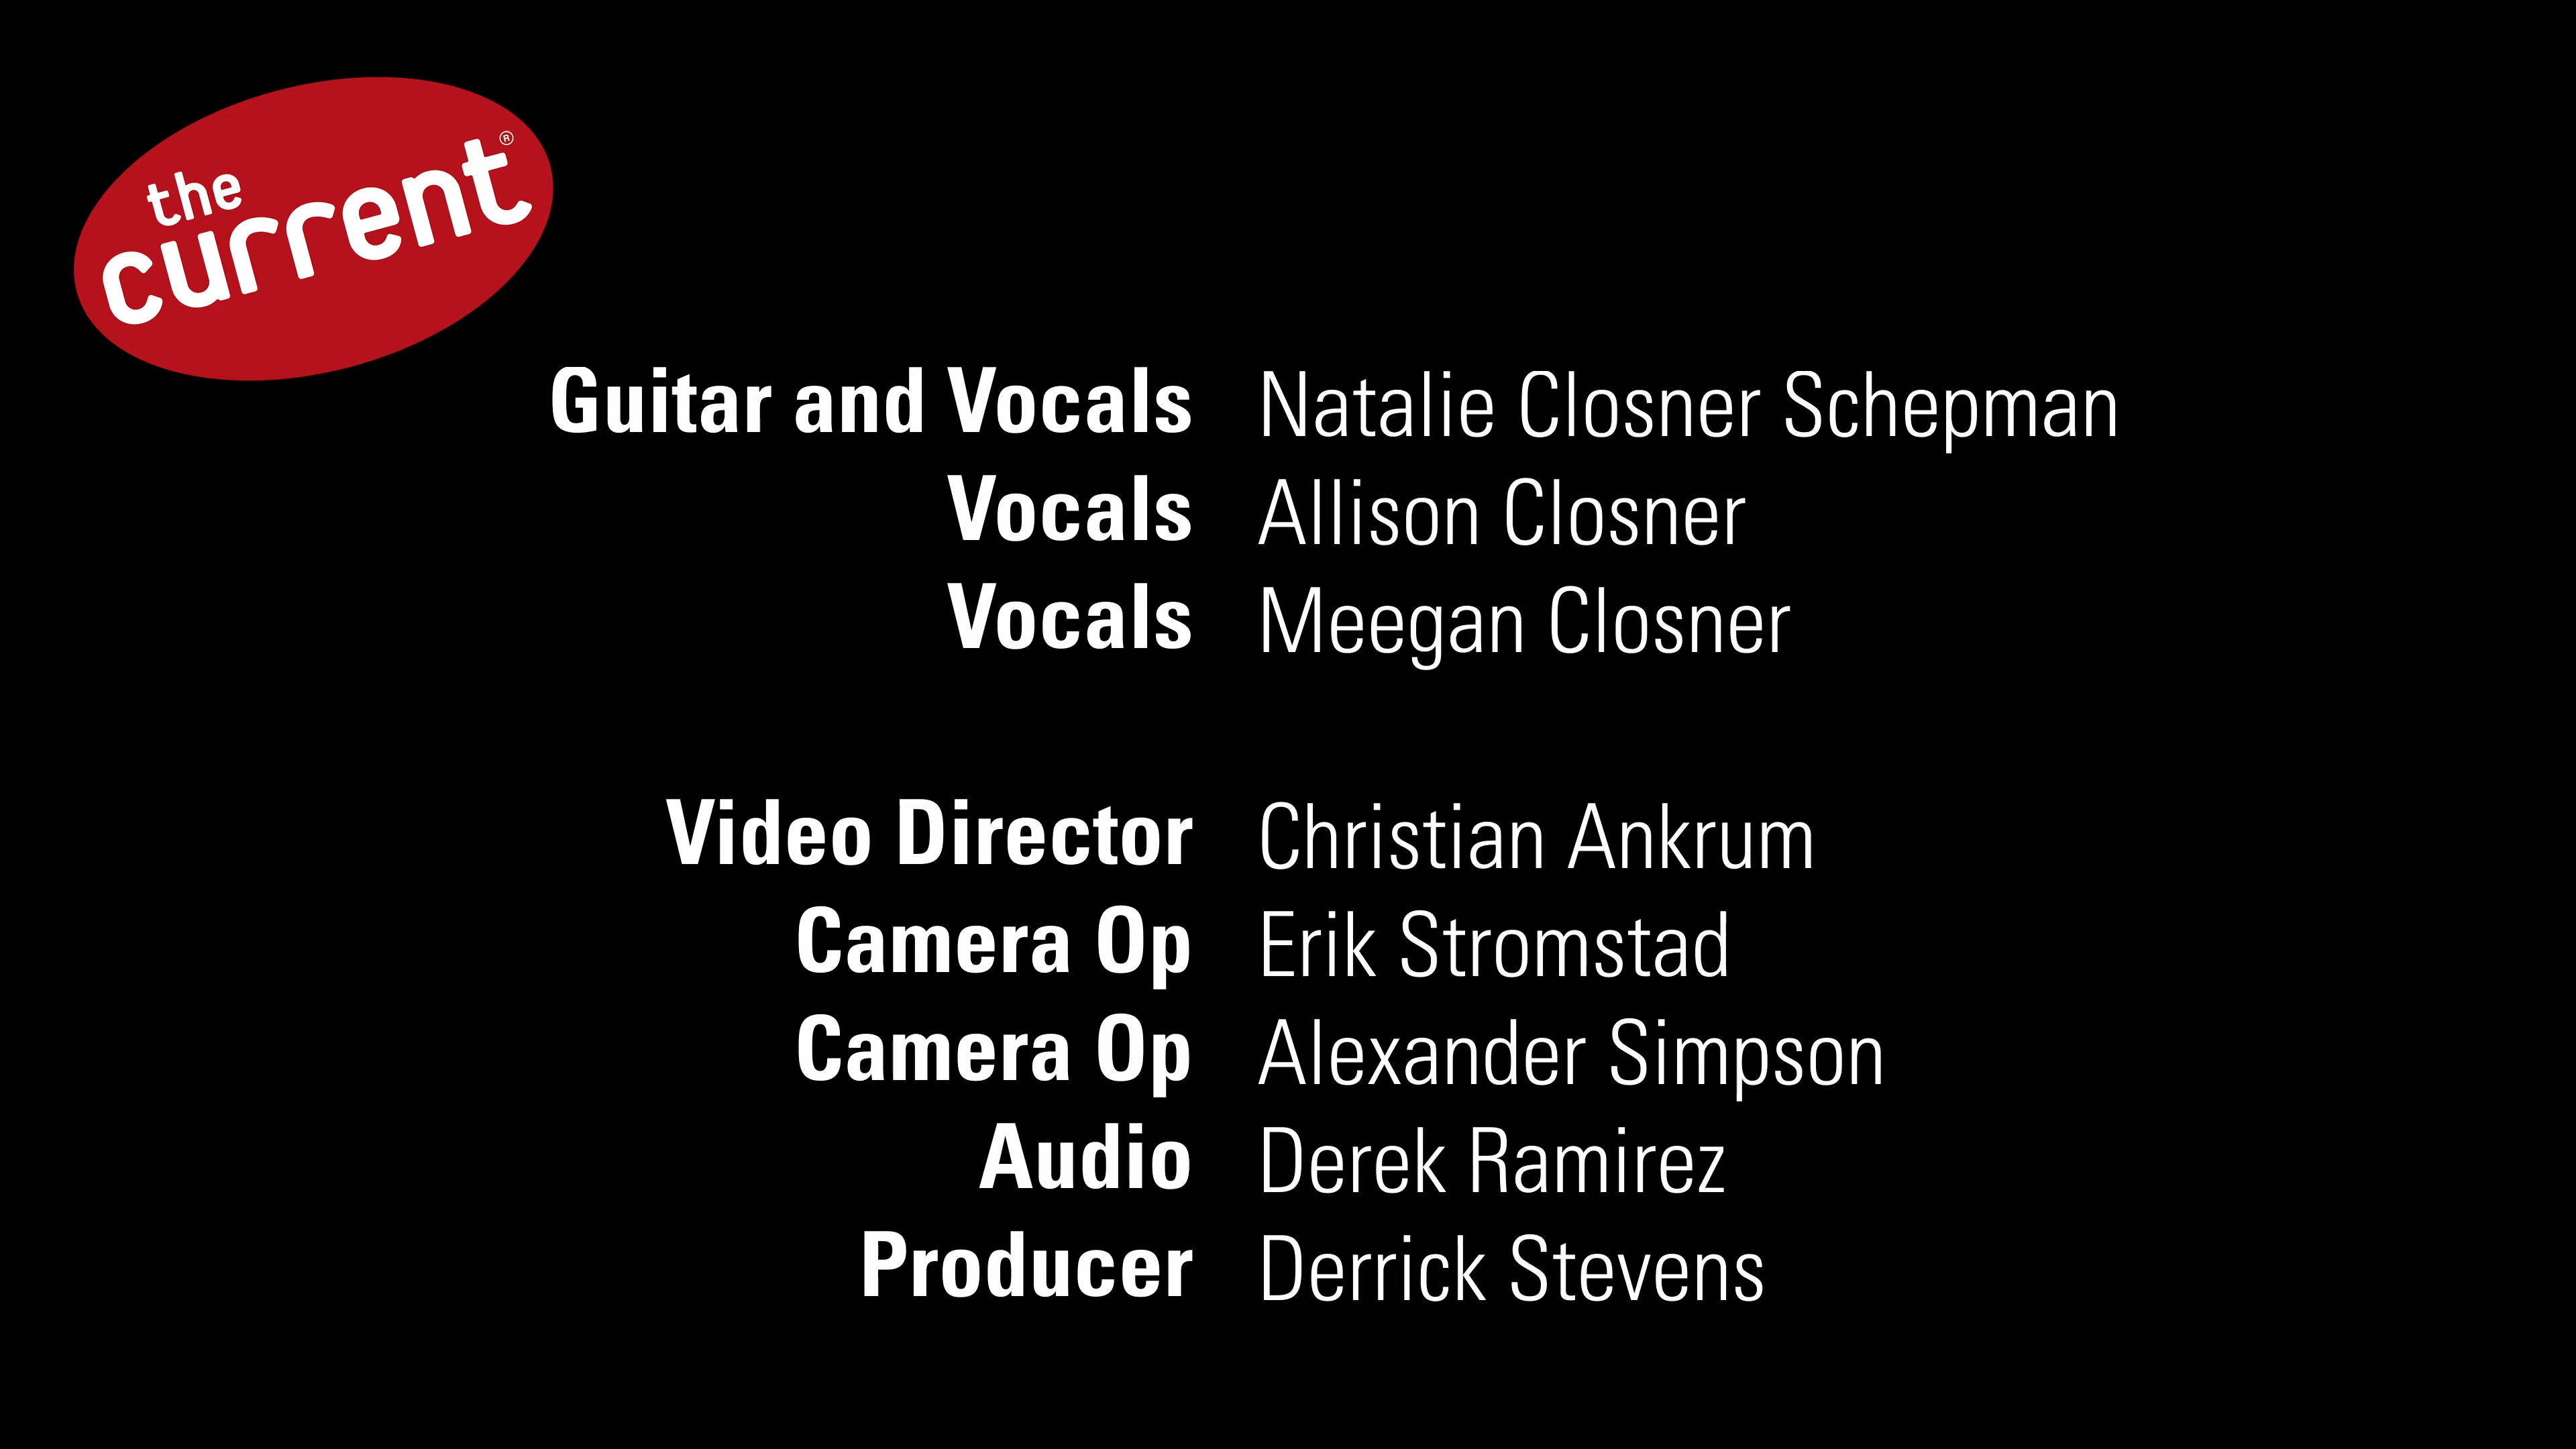 the
current®
Guitar and Vocals Natalie Closner Schepman
Vocals Allison Closner
Vocals Meegan Closner
Video Director Christian Ankrum
Camera Op Erik Stromstad
Camera Op Alexander Simpson
Audio Derek Ramirez
Producer Derrick Stevens